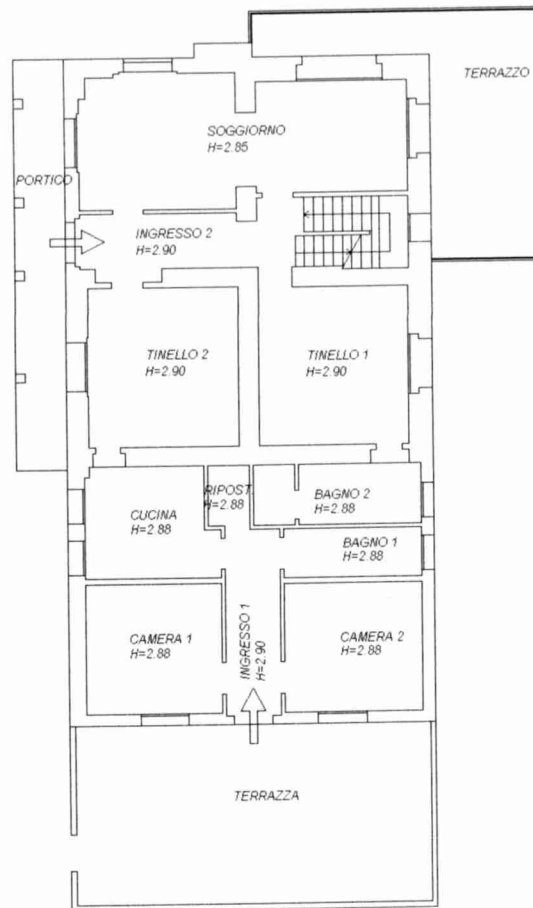 TERRAZZO
SOGGIORNO
H=2.85
PORTICO
INGRESSO 2
H=2.90
TINELLO 2
H=2.90
TINELLO 1
H=2.90
CUCINA
H=2.88
RIPOST.
H=2.88
BAGNO 2
H=2.88
BAGNO 1
H=2.88
CAMERA 1
H=2.88
INGRESSO 1
H=2.90
CAMERA 2
H=2.88
TERRAZZA